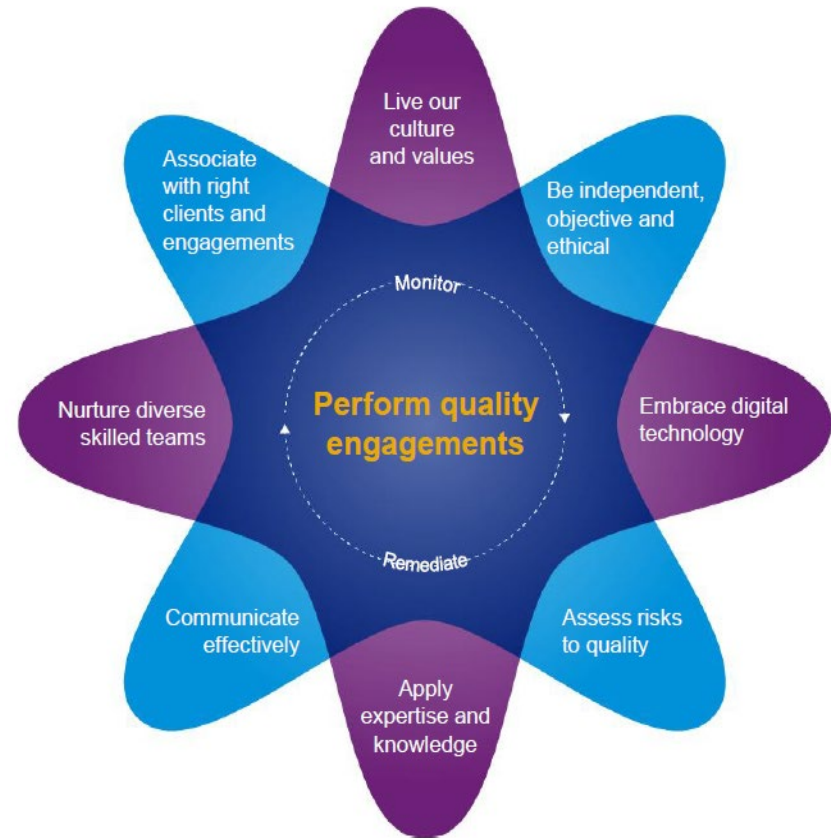 Live our
culture
and values
Associate
with right
clients and
engagements
Be independent,
objective and
ethical
Monitor
Nurture diverse
skilled teams
Perform quality
engagements
Embrace digital
technology
Remediate
Communicate
effectively
Assess risks
to quality
Apply
expertise and
knowledge